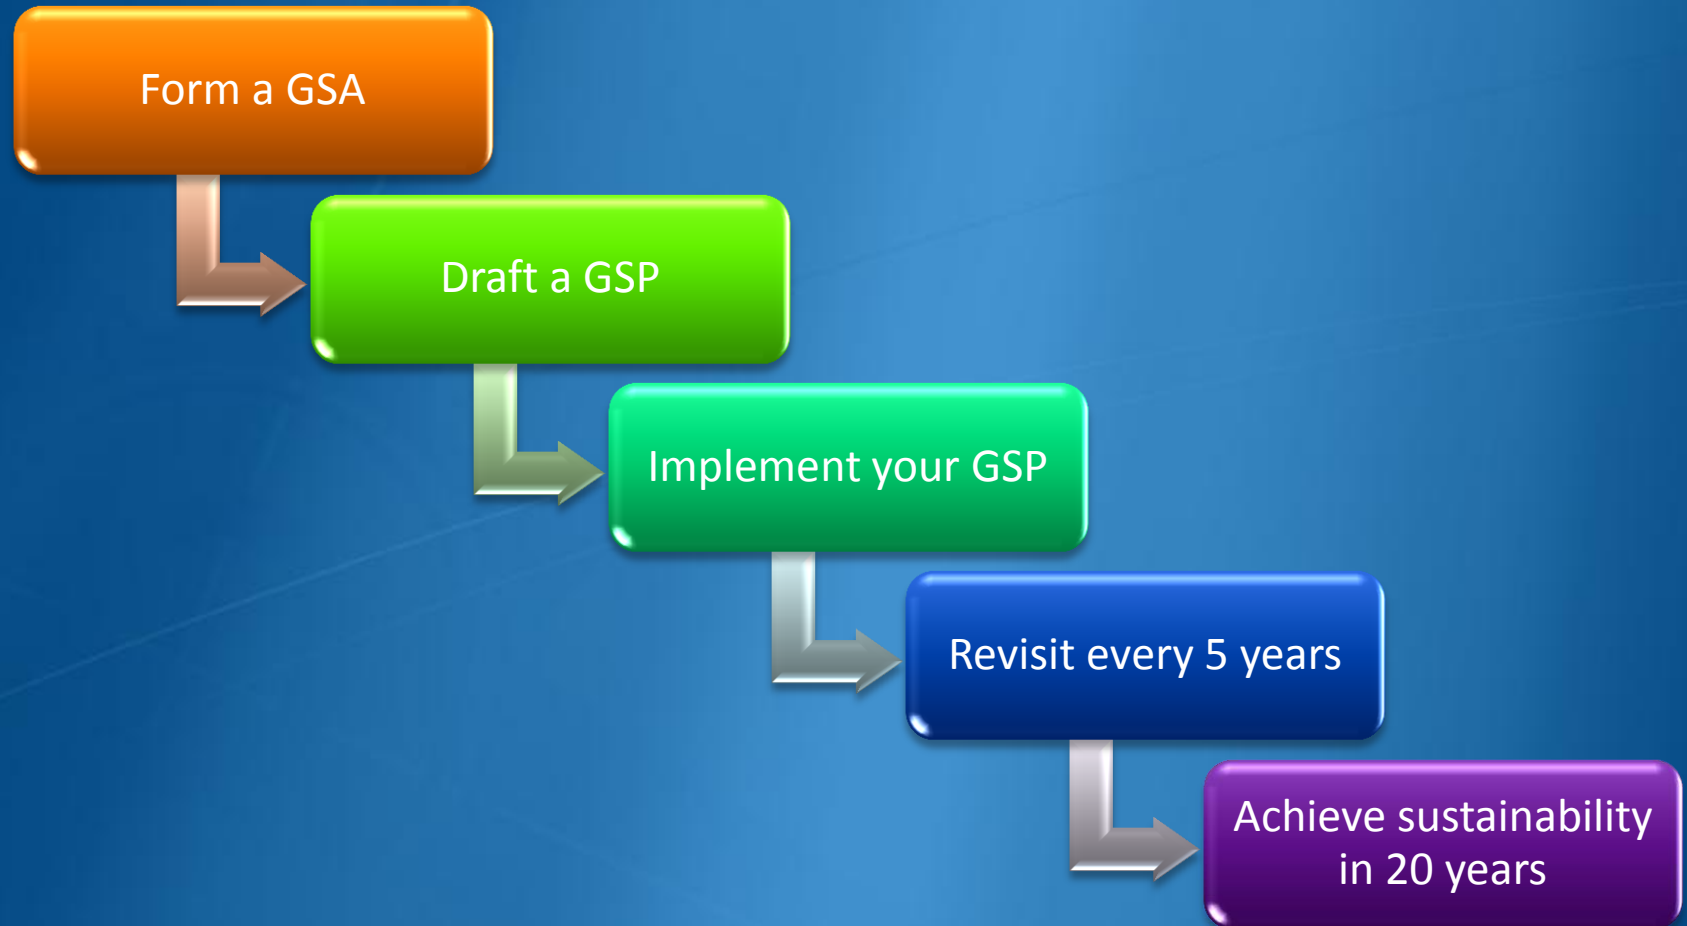 Form a GSA
Draft a GSP
Implement your GSP
Revisit every 5 years
Achieve sustainability
in 20 years